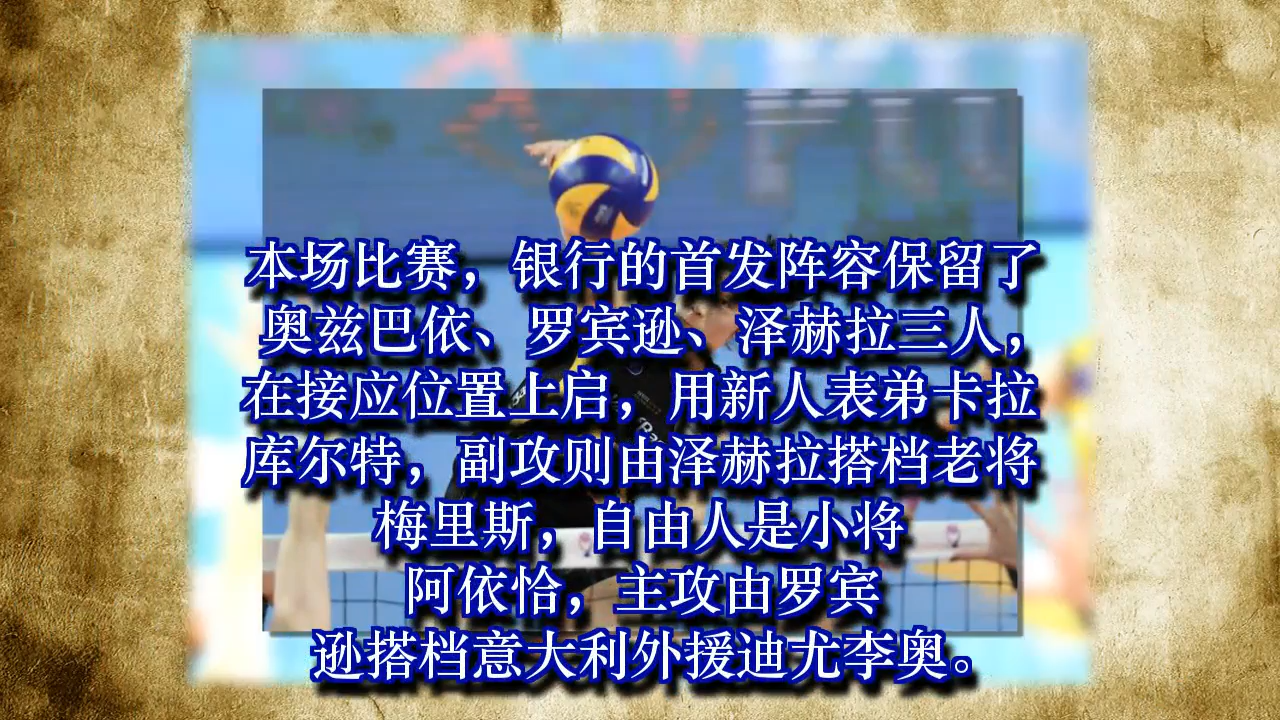 本场比赛，银行的首发阵容保留了
奥兹巴依、罗宾逊、泽赫拉三人，
在接应位置上启，用新人表弟卡拉
库尔特，副攻则由泽赫拉搭档老将
梅里斯，自由人是小将
阿依恰，主攻由罗宾
逊搭档意大利外援迪尤李奥。